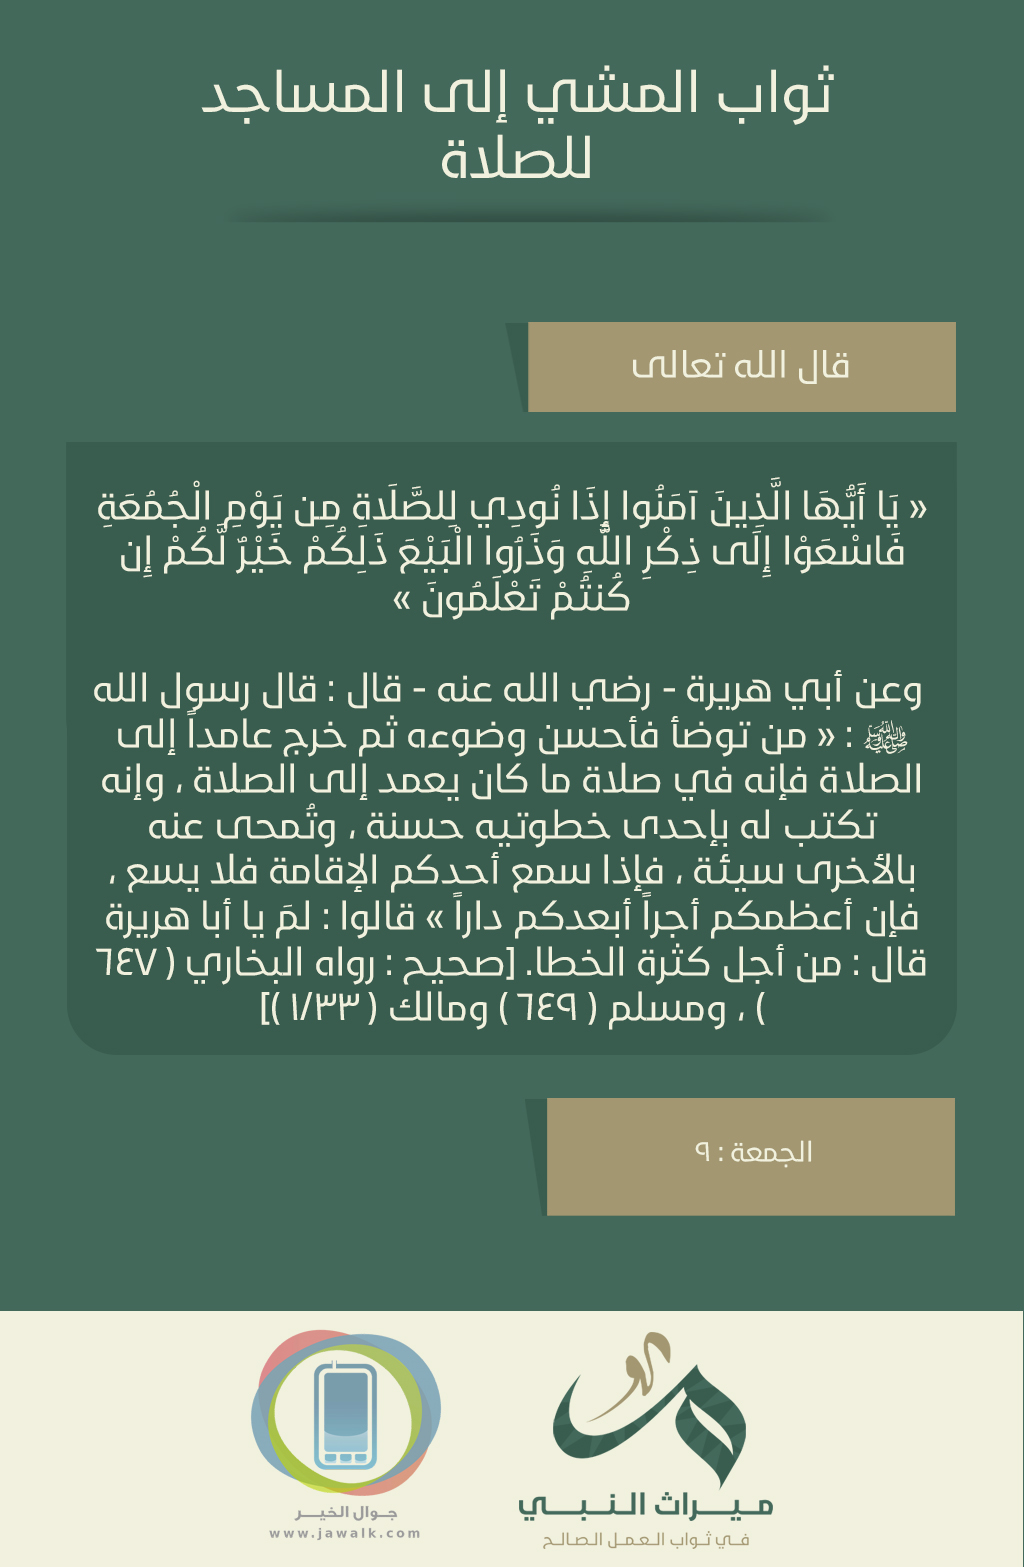 ثواب المشي إلى المساجد
للصلاة
قال الله تعالى
« يَا أَيُّهَا الَّذِينَ آمَنُوا إِذَا نُودِي لِلصَّلَاةِ مِن يَوْمِ الْجُمُعَةِ
فَاسْعَوْا إِلَى ذِكْرِ اللَّهِ وَذَرُوا الْبَيْعَ ذَلِكُمْ خَيْرٌ لَّكُمْ إِن
كُنتُمْ تَعْلَمُونَ »
وعن أبي هريرة - رضي الله عنه - قال : قال رسول الله
ﷺ : « من توضأ فأحسن وضوءه ثم خرج عامداً إلى
الصلاة فإنه في صلاة ما كان يعمد إلى الصلاة ، وإنه
تكتب له بإحدى خطوتيه حسنة ، وتُمحى عنه
بالأخرى سيئة ، فإذا سمع أحدكم الإقامة فلا يسع ،
فإن أعظمكم أجراً أبعدكم داراً » قالوا : لمَ يا أبا هريرة
قال : من أجل كثرة الخطا. [صحيح : رواه البخاري ( ٦٤٧
) ، ومسلم ( ٦٤٩ ) ومالك ( ١/٣٣ )]
الجمعة : ٩
ميراث النبي
في ثواب العمل الصالح
جوال الخير
www.jawalk.com